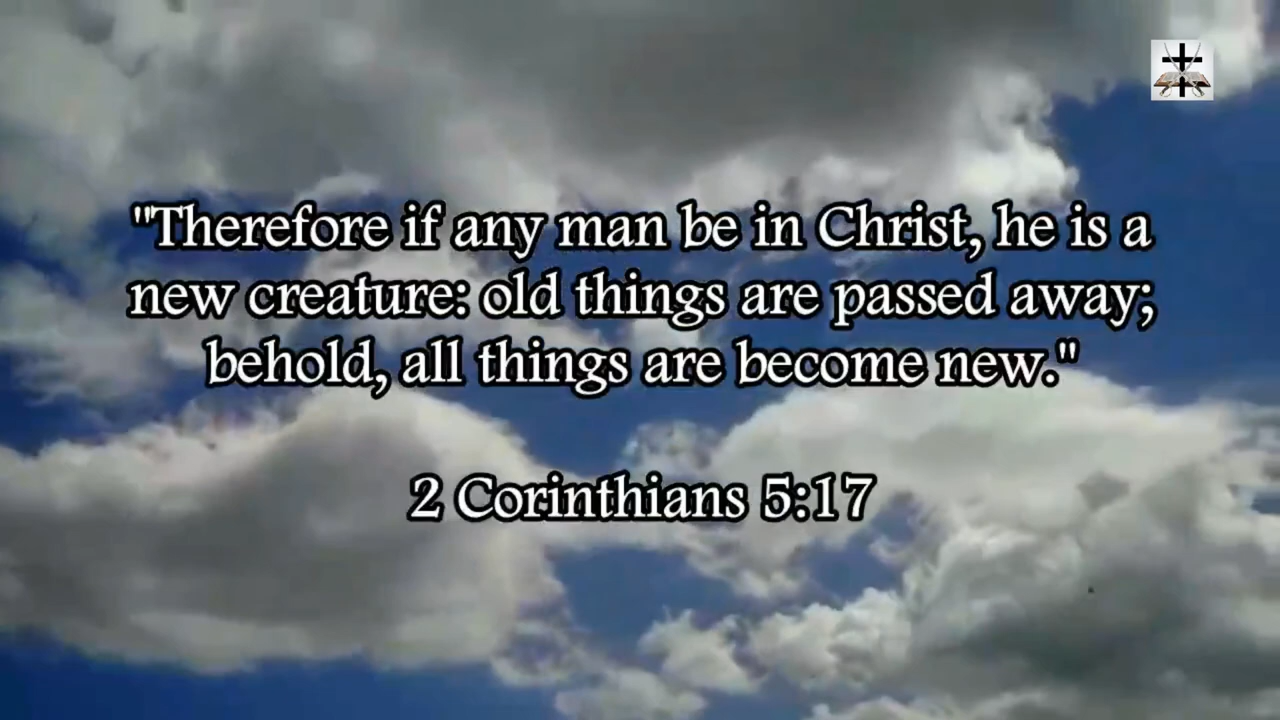 "Therefore if any man be in Christ, he is a
new creature: old things are passed away;
behold, all things are become new."
2 Corinthians 5:17